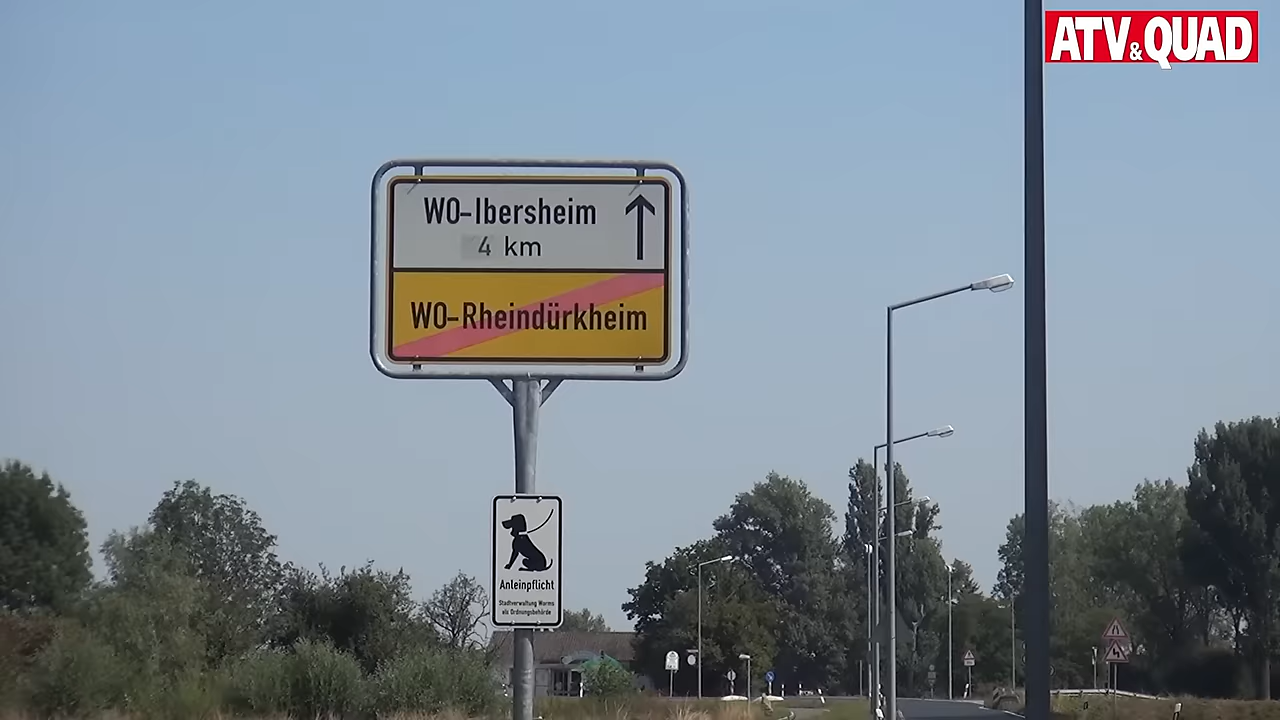 ATV&QUAD
WO-Ibersheim
4 km
WO-Rheindürkheim
Anleinpflicht
Stadtverwaltung Worms
als Ordnungsbehörde